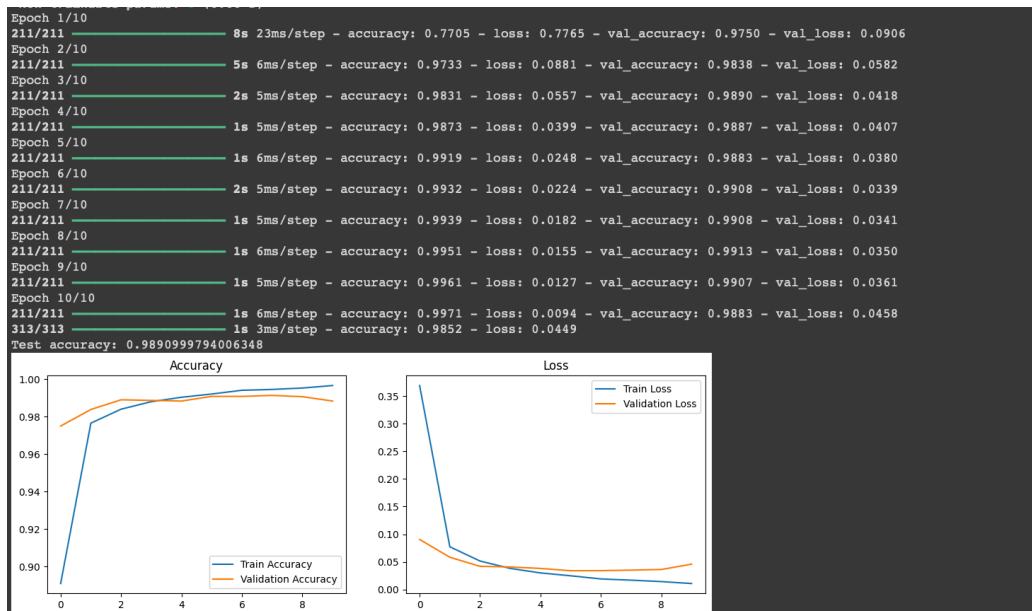 Epoch 1/10
211/211 8s 23ms/step - accuracy: 0.7705 - loss: 0.7765 - val_accuracy: 0.9750 - val_loss: 0.0906
Epoch 2/10
211/211 5s 6ms/step - accuracy: 0.9733 - loss: 0.0881 - val_accuracy: 0.9838 - val_loss: 0.0582
Epoch 3/10
211/211 2s 5ms/step - accuracy: 0.9831 - loss: 0.0557 - val_accuracy: 0.9890 - val_loss: 0.0418
Epoch 4/10
211/211 1s 5ms/step - accuracy: 0.9873 - loss: 0.0399 - val_accuracy: 0.9887 - val_loss: 0.0407
Epoch 5/10
211/211 1s 6ms/step - accuracy: 0.9919 - loss: 0.0248 - val_accuracy: 0.9883 - val_loss: 0.0380
Epoch 6/10
211/211 2s 5ms/step - accuracy: 0.9932 - loss: 0.0224 - val_accuracy: 0.9908 - val_loss: 0.0339
Epoch 7/10
211/211 1s 5ms/step - accuracy: 0.9939 - loss: 0.0182 - val_accuracy: 0.9908 - val_loss: 0.0341
Epoch 8/10
211/211 1s 6ms/step - accuracy: 0.9951 - loss: 0.0155 - val_accuracy: 0.9913 - val_loss: 0.0350
Epoch 9/10
211/211 1s 5ms/step - accuracy: 0.9961 - loss: 0.0127 - val_accuracy: 0.9907 - val_loss: 0.0361
Epoch 10/10
211/211 1s 6ms/step - accuracy: 0.9971 - loss: 0.0094 - val_accuracy: 0.9883 - val_loss: 0.0458
313/313 1s 3ms/step - accuracy: 0.9852 - loss: 0.0449
Test accuracy: 0.9890999794006348
Accuracy
1.00
0.98
0.96
0.94
0.92
0.90
Train Accuracy
Validation Accuracy
0 2 4 6 8
Loss
0.35
0.30
0.25
0.20
0.15
0.10
0.05
0.00
Train Loss
Validation Loss
0 2 4 6 8